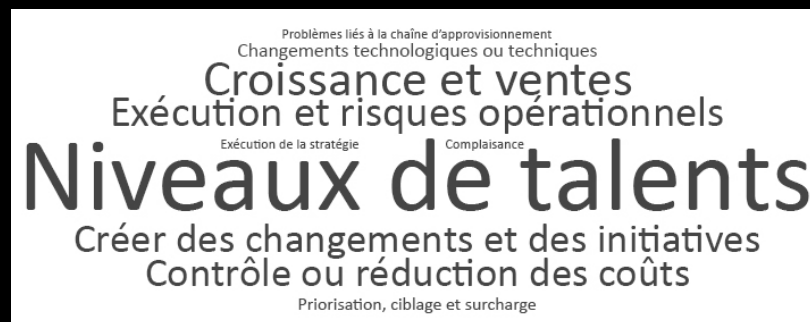 Problèmes liés à la chaîne d'approvisionnement
Changements technologiques ou techniques
Croissance et ventes
Exécution et risques opérationnels
Exécution de la stratégie
Complaisance
Niveaux de talents
Créer des changements et des initiatives
Contrôle ou réduction des coûts
Priorisation, ciblage et surcharge